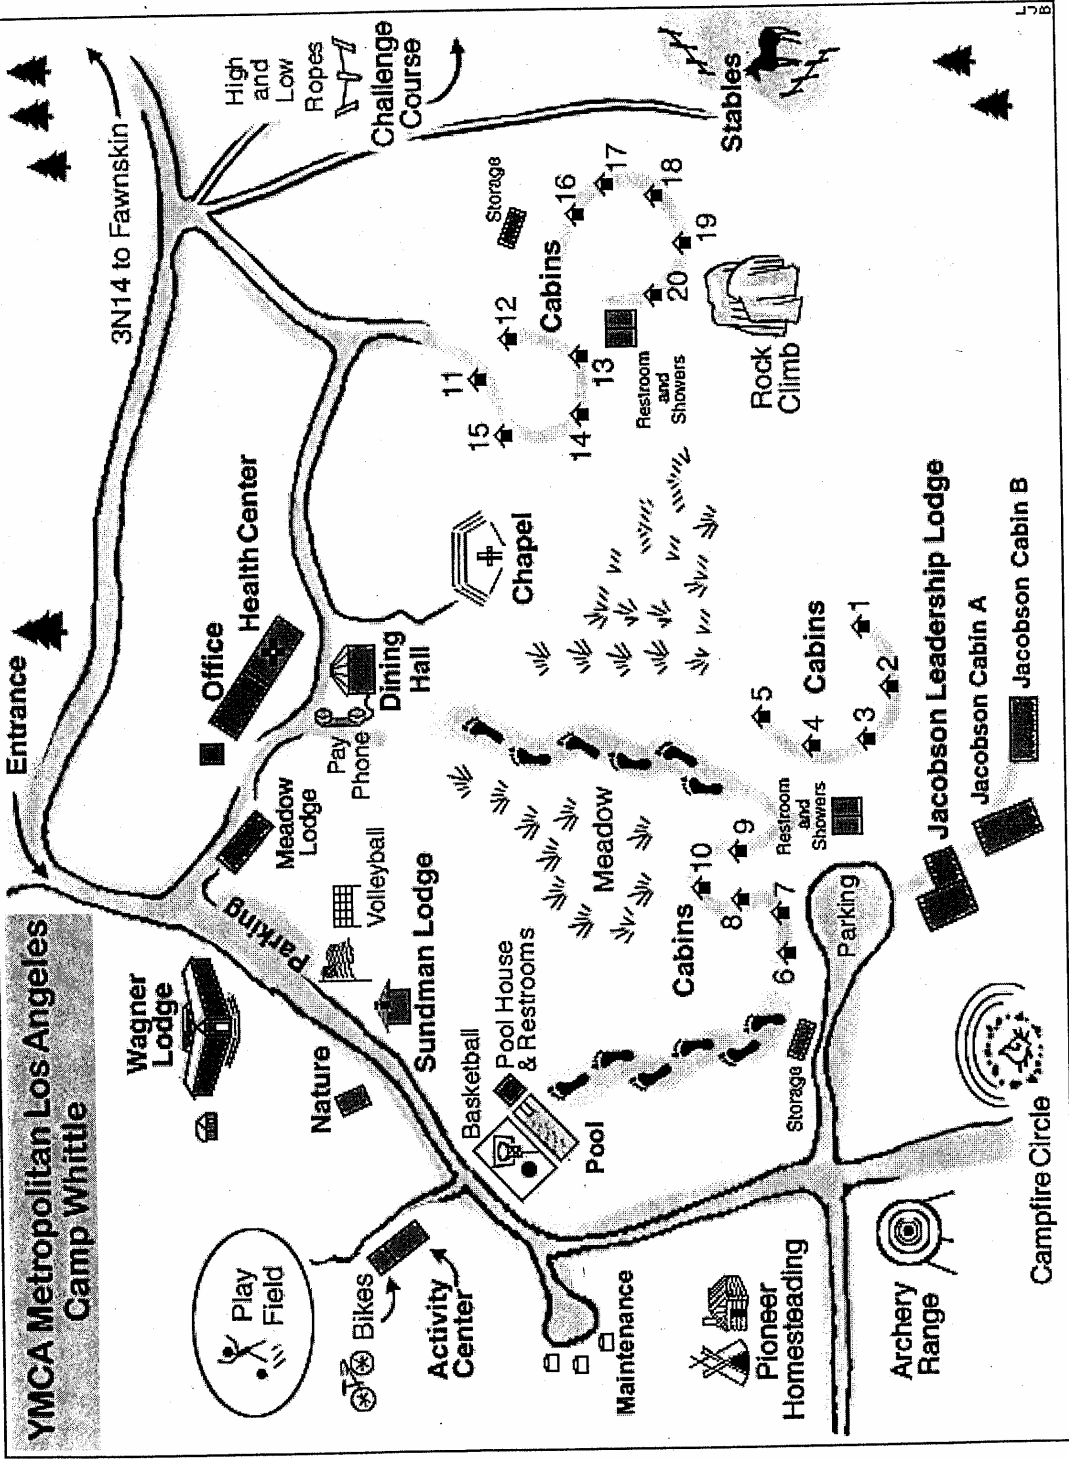 YMCA Metropolitan Los Angeles
Camp Whittle
Entrance
3N14 to Fawnskin
High
and
Low
Ropes
Challenge
Course
Stables
Wagner
Lodge
Office
Health Center
Play
Field
Bikes
Activity
Center
Nature
Parking
Meadow
Lodge
Volleyball
Sundman Lodge
Pay
Phone
Dining
Hall
Chapel
11
12
13
14
15
Cabins
Storage
16
17
18
19
20
Restroom
and
Showers
Rock
Climb
Basketball
Pool House
& Restrooms
Pool
Maintenance
Meadow
Cabins
6
7
8
9
10
Restroom
and
Showers
Cabins
1
2
3
4
5
Storage
Parking
Pioneer
Homesteading
Archery
Range
Campfire Circle
Jacobson Leadership Lodge
Jacobson Cabin A
Jacobson Cabin B
LJB